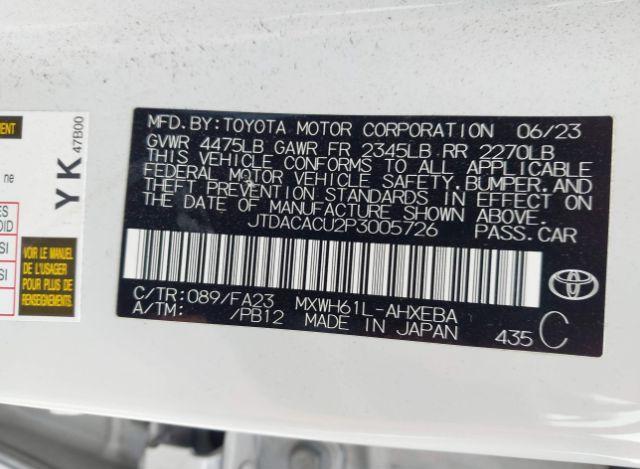 MFD.BY:TOYOTA MOTOR CORPORATION 06/23
GVWR 4475LB GAWR FR 2345LB RR 2270LB
THIS VEHICLE CONFORMS TO ALL APPLICABLE
FEDERAL MOTOR VEHICLE SAFETY,BUMPER,AND
THEFT PREVENTION STANDARDS IN EFFECT ON
THE DATE OF MANUFACTURE SHOWN ABOVE.
JTDACACU2P3005726 PASS.CAR
C/TR:089/FA23 MXWH61L-AHXEBA
A/TM: /PB12 MADE IN JAPAN 435 C
YK 47B00
ne
SI
SI
VOIR LE MANUEL
DE L'USAGER
POUR PLUS DE
RENSEIGNEMENTS